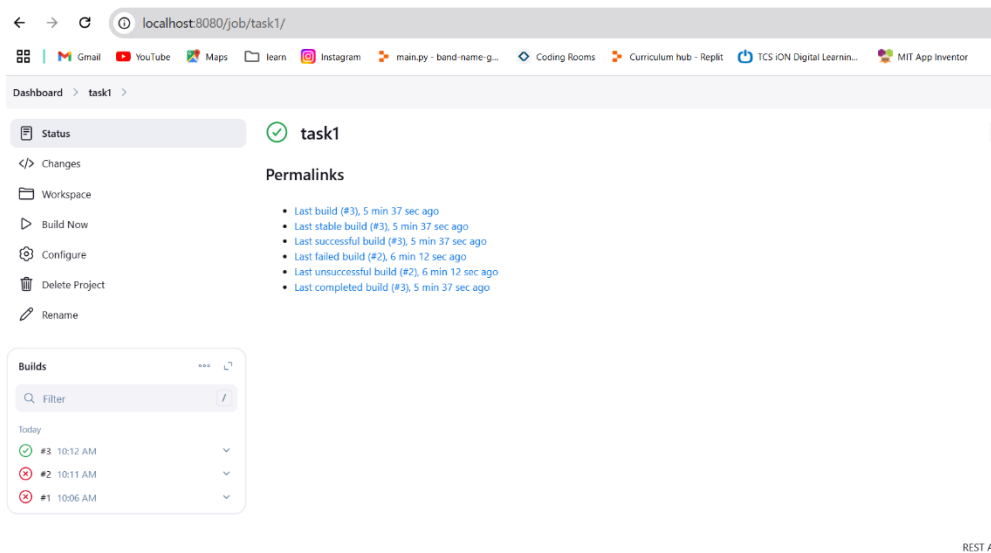 localhost:8080/job/task1/
Gmail YouTube Maps learn Instagram main.py - band-name-g... Coding Rooms Curriculum hub - Replit TCS iON Digital Learnin... MIT App Inventor
Dashboard > task1 >
Status
Changes
Workspace
Build Now
Configure
Delete Project
Rename
Builds
Filter /
Today
#3 10:12 AM
#2 10:11 AM
#1 10:06 AM
task1
Permalinks
Last build (#3), 5 min 37 sec ago
Last stable build (#3), 5 min 37 sec ago
Last successful build (#3), 5 min 37 sec ago
Last failed build (#2), 6 min 12 sec ago
Last unsuccessful build (#2), 6 min 12 sec ago
Last completed build (#3), 5 min 37 sec ago
REST